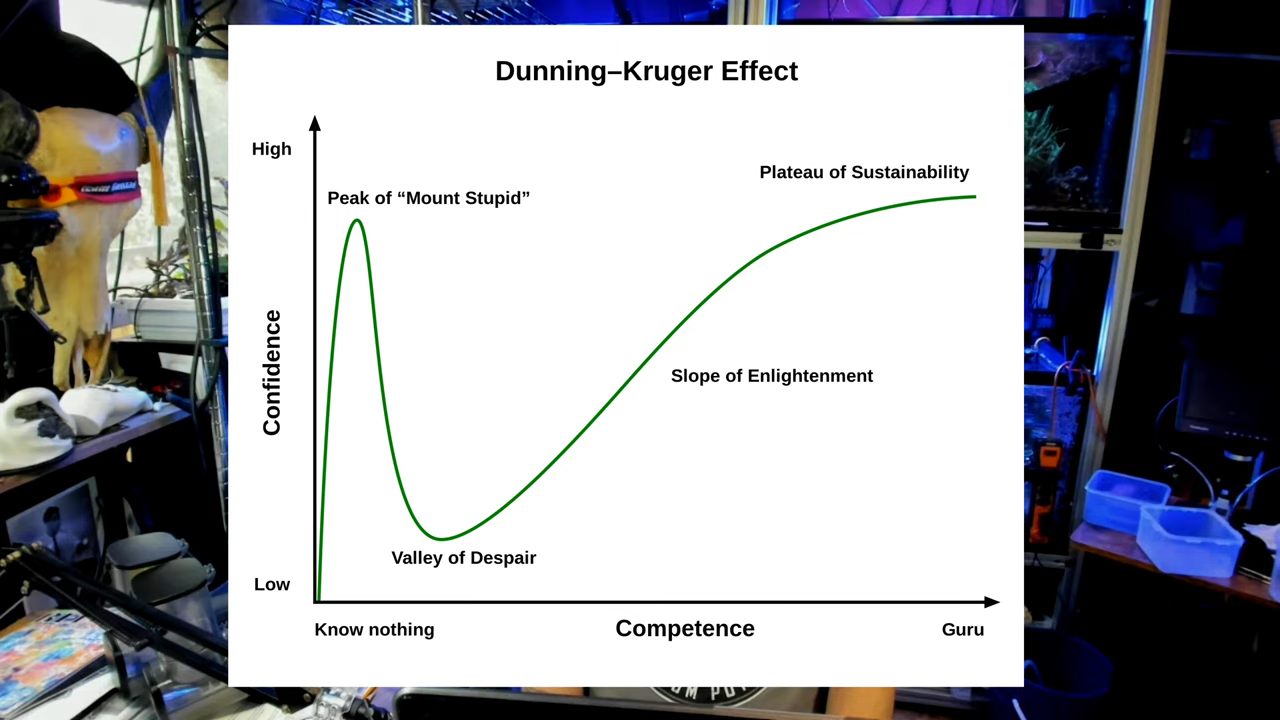 Dunning–Kruger Effect
High
Plateau of Sustainability
Peak of “Mount Stupid”
Confidence
Slope of Enlightenment
Valley of Despair
Low
Know nothing
Competence
Guru